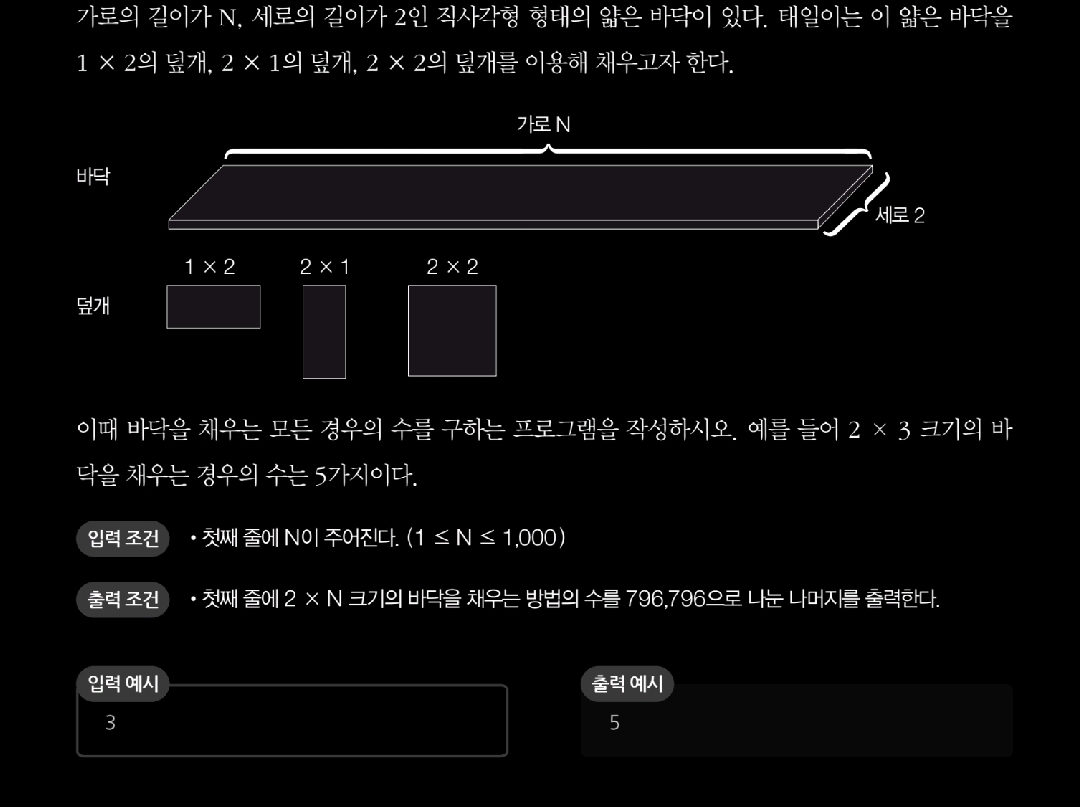 가로의 길이가 N, 세로의 길이가 2인 직사각형 형태의 얇은 바닥이 있다. 태일이는 이 얇은 바닥을
1 × 2의 덮개, 2 × 1의 덮개, 2 × 2의 덮개를 이용해 채우고자 한다.
가로 N
바닥
세로 2
1 × 2
2 × 1
2 × 2
덮개
이때 바닥을 채우는 모든 경우의 수를 구하는 프로그램을 작성하시오. 예를 들어 2 × 3 크기의 바
닥을 채우는 경우의 수는 5가지이다.
입력 조건 • 첫째 줄에 N이 주어진다. (1 ≤ N ≤ 1,000)
출력 조건 • 첫째 줄에 2 × N 크기의 바닥을 채우는 방법의 수를 796,796으로 나눈 나머지를 출력한다.
입력 예시
3
출력 예시
5